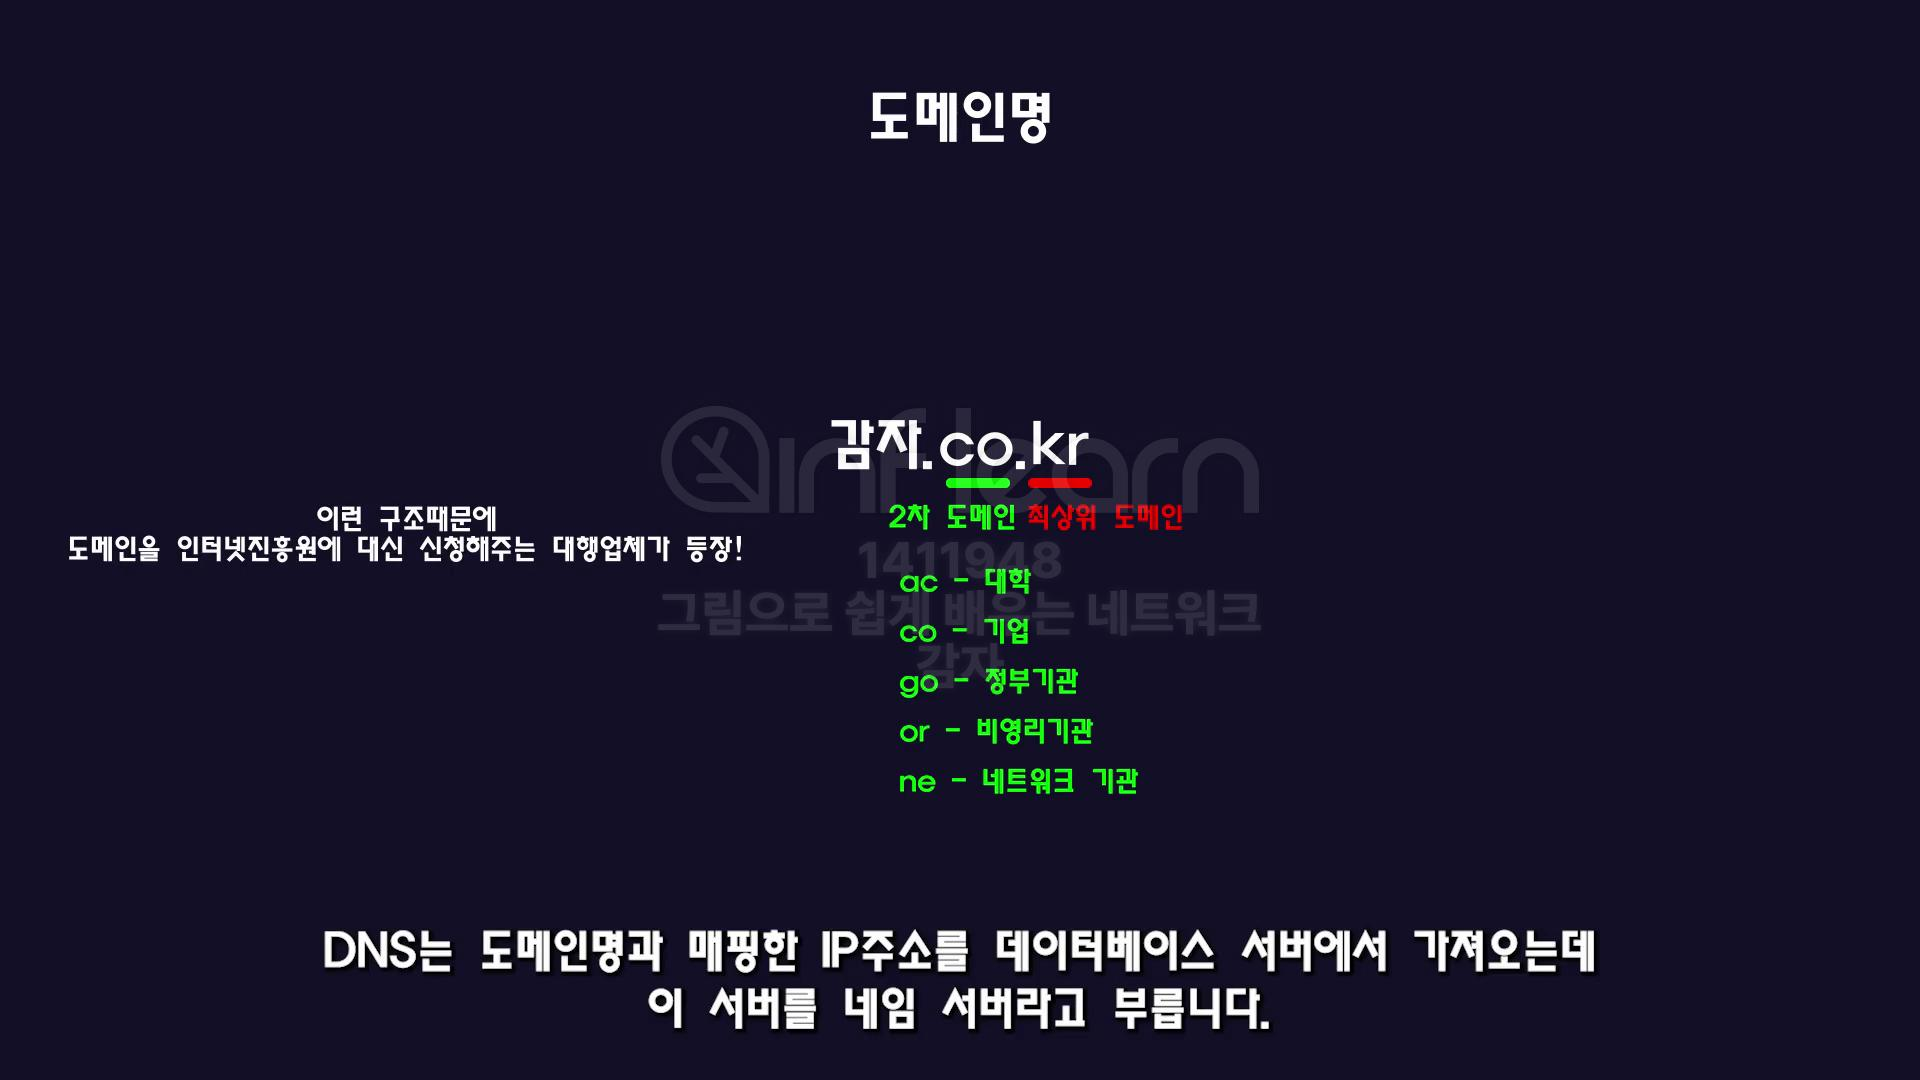 도메인명
감자.co.kr
2차 도메인 최상위 도메인
이런 구조때문에
도메인을 인터넷진흥원에 대신 신청해주는 대행업체가 등장!
ac - 대학
co - 기업
go - 정부기관
or - 비영리기관
ne - 네트워크 기관
inflearn
1411948
그림으로 쉽게 배우는 네트워크
감자
DNS는 도메인명과 매핑한 IP주소를 데이터베이스 서버에서 가져오는데
이 서버를 네임 서버라고 부릅니다.